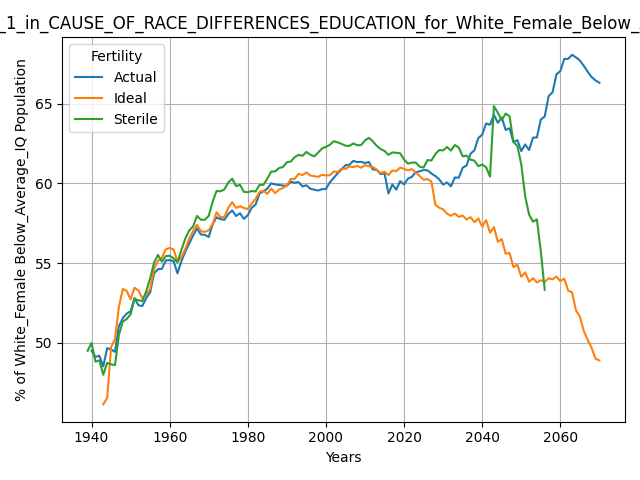 _1_in_CAUSE_OF_RACE_DIFFERENCES_EDUCATION_for_White_Female_Below_
Fertility
Actual
Ideal
Sterile
% of White_Female Below_Average_IQ Population
65
60
55
50
1940 1960 1980 2000 2020 2040 2060
Years